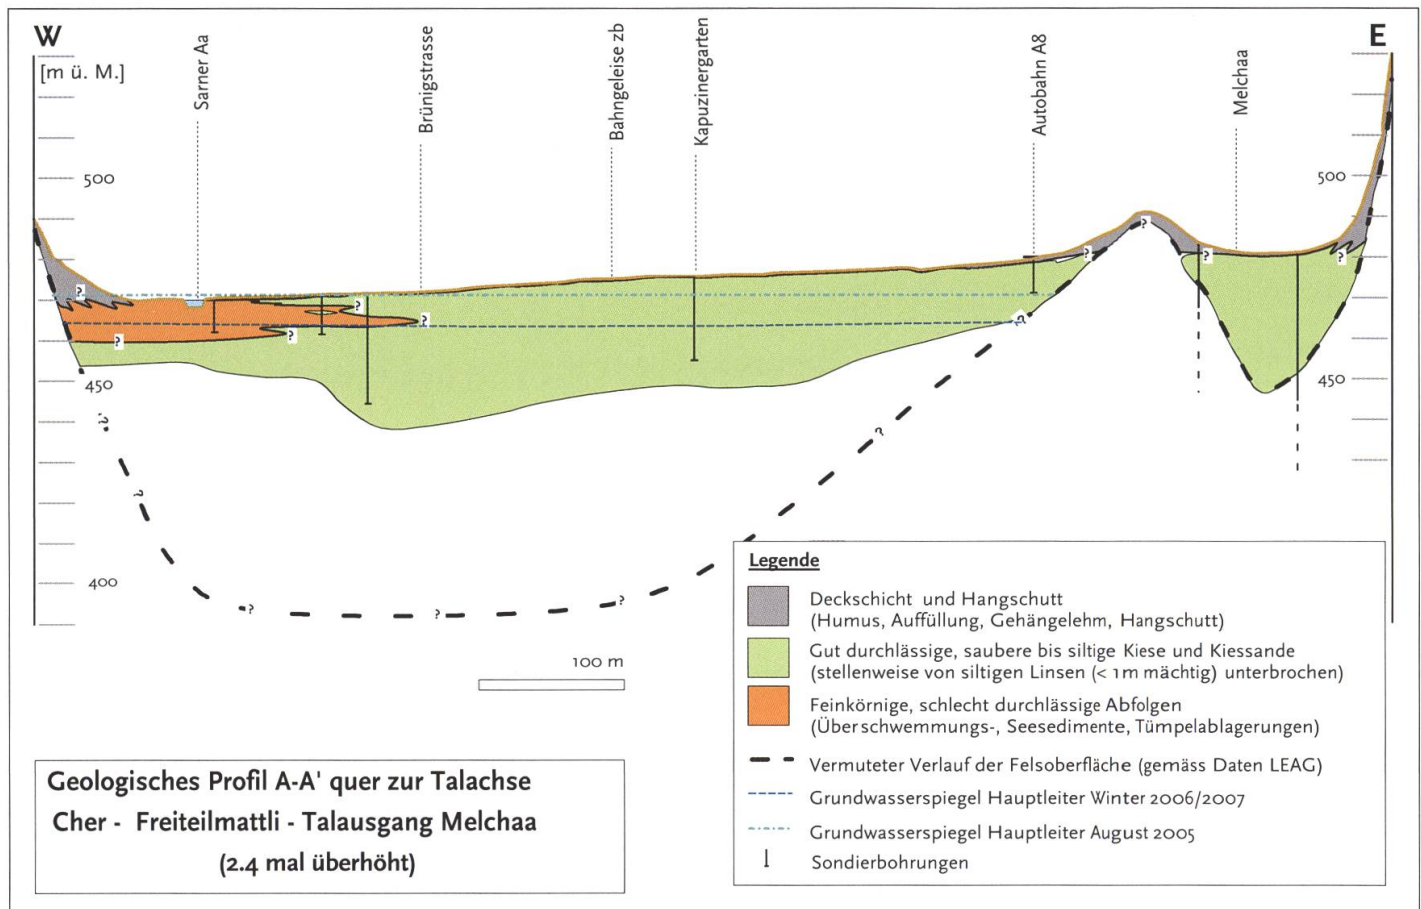 W
E
[m ü. M.]
Sarner Aa
Brünigstrasse
Bahngeleise zb
Kapuzinergarten
Autobahn A8
Melchaa
500
500
?
?
?
?
?
?
?
?
?
?
450
450
?
?
?
400
?
?
?
100 m
Legende
Deckschicht und Hangschutt
(Humus, Auffüllung, Gehängelehm, Hangschutt)
Gut durchlässige, saubere bis siltige Kiese und Kiessande
(stellenweise von siltigen Linsen (< 1m mächtig) unterbrochen)
Feinkörnige, schlecht durchlässige Abfolgen
(Überschwemmungs-, Seesedimente, Tümpelablagerungen)
Vermuteter Verlauf der Felsoberfläche (gemäss Daten LEAG)
Grundwasserspiegel Hauptleiter Winter 2006/2007
Grundwasserspiegel Hauptleiter August 2005
Sondierbohrungen
Geologisches Profil A-A' quer zur Talachse
Cher - Freiteilmattli - Talausgang Melchaa
(2.4 mal überhöht)